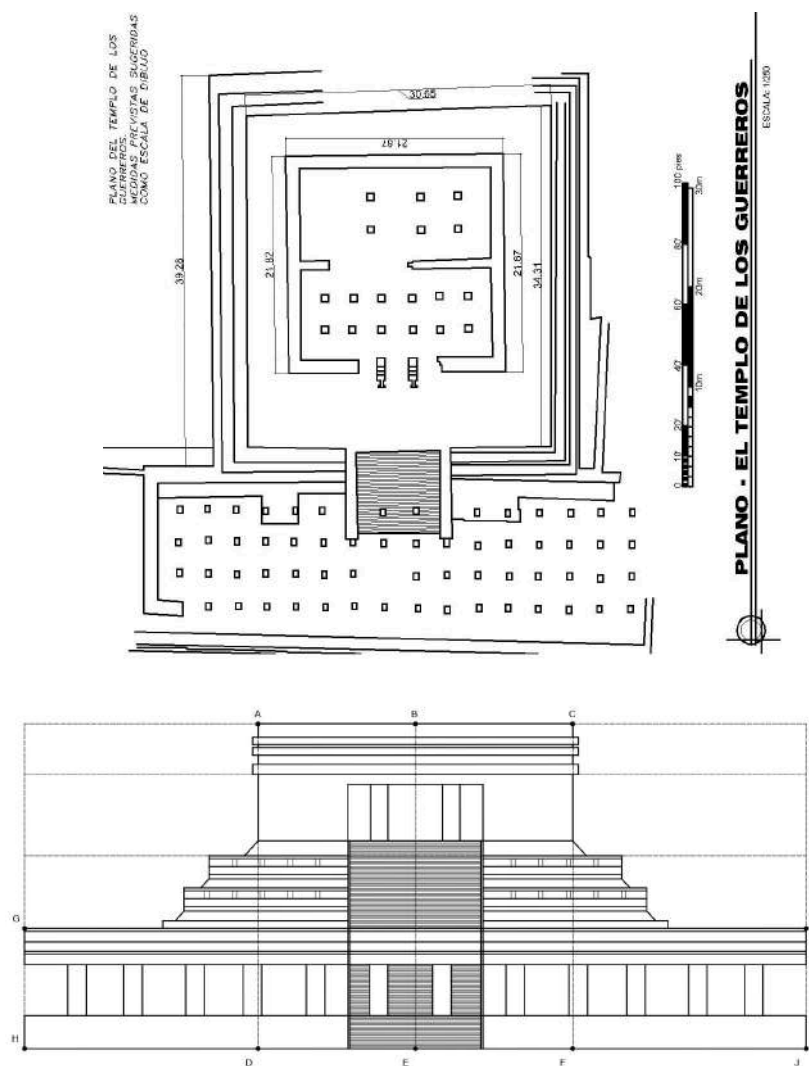 PLANO DEL TEMPLO DE LOS
GUERREROS.
MEDIDAS PREVISTAS SUGERIDAS
COMO ESCALA DE DIBUJO
39.28
30.65
21.87
21.82
21.67
34.31
100 pies
80'
60'
40'
20'
10'
0
30m
20m
10m
PLANO - EL TEMPLO DE LOS GUERREROS
ESCALA: 1/250
A
B
C
G
H
D
E
F
J